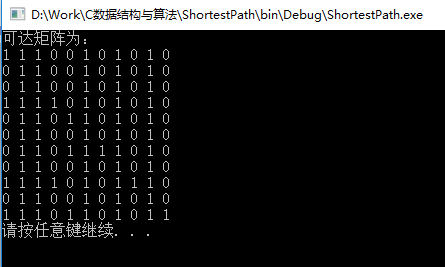 D:\Work\C数据结构与算法\ShortestPath\bin\Debug\ShortestPath.exe
可达矩阵为:
1 1 1 0 0 1 0 1 0 1 0
0 1 1 0 0 1 0 1 0 1 0
0 1 1 0 0 1 0 1 0 1 0
1 1 1 1 0 1 0 1 0 1 0
0 1 1 0 1 1 0 1 0 1 0
0 1 1 0 0 1 0 1 0 1 0
0 1 1 0 1 1 1 1 0 1 0
0 1 1 0 0 1 0 1 0 1 0
1 1 1 1 0 1 0 1 1 1 0
0 1 1 0 0 1 0 1 0 1 0
1 1 1 0 1 1 0 1 0 1 1
请按任意键继续. . .